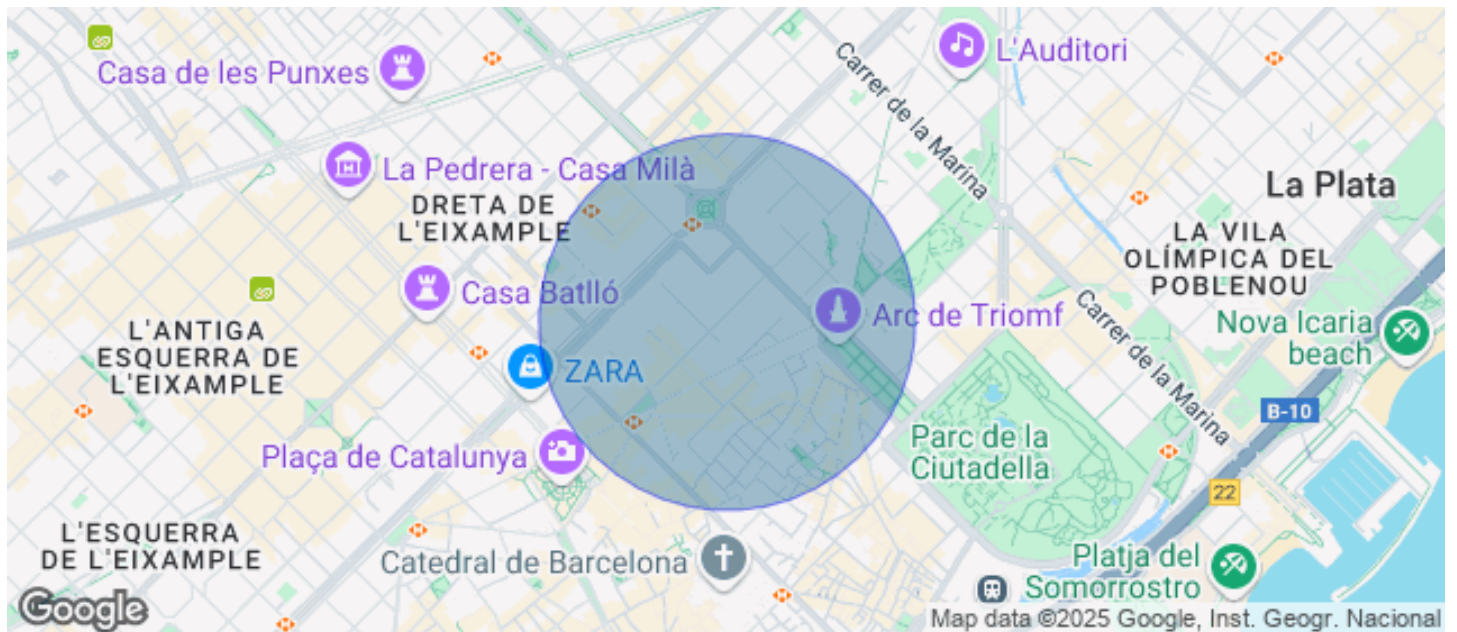 Casa de les Punxes
L'Auditori
Carrer de la Marina
La Pedrera - Casa Milà
DRETA DE
L'EIXAMPLE
La Plata
LA VILA
OLÍMPICA DEL
POBLENOU
Casa Batlló
Arc de Triomf
Carrer de la Marina
Nova Icaria
beach
L'ANTIGA
ESQUERRA DE
L'EIXAMPLE
ZARA
B-10
Plaça de Catalunya
Parc de la
Ciutadella
22
L'ESQUERRA
DE L'EIXAMPLE
Catedral de Barcelona
Platja del
Somorrostro
Google
Map data ©2025 Google, Inst. Geogr. Nacional